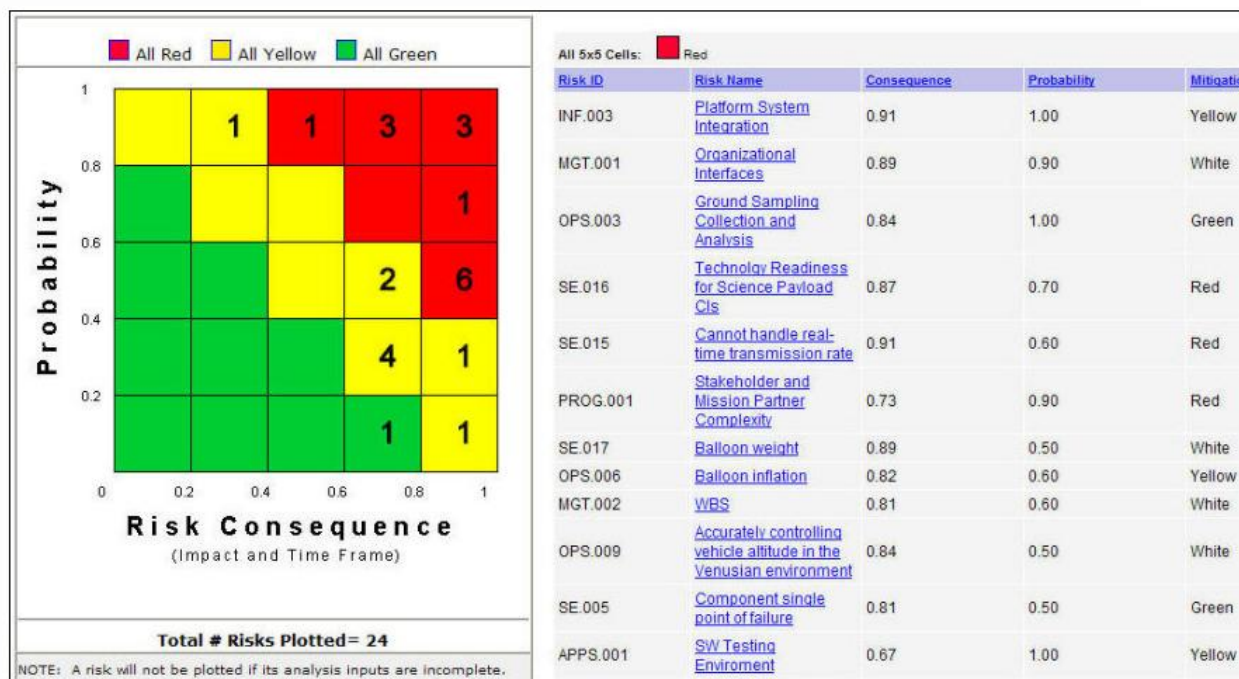 All Red All Yellow All Green
1
0.8
0.6
0.4
0.2
Probability
1 1 3 3
1
2 6
4 1
1 1
0 0.2 0.4 0.6 0.8 1
Risk Consequence
(Impact and Time Frame)
Total # Risks Plotted= 24
NOTE: A risk will not be plotted if its analysis inputs are incomplete.
All 5x5 Cells: Red
Risk ID Risk Name Consequence Probability Mitigatio
INF.003 Platform System Integration 0.91 1.00 Yellow
MGT.001 Organizational Interfaces 0.89 0.90 White
OPS.003 Ground Sampling Collection and Analysis 0.84 1.00 Green
SE.016 Technolgy Readiness for Science Payload CIs 0.87 0.70 Red
SE.015 Cannot handle real-time transmission rate 0.91 0.60 Red
PROG.001 Stakeholder and Mission Partner Complexity 0.73 0.90 Red
SE.017 Balloon weight 0.89 0.50 White
OPS.006 Balloon inflation 0.82 0.60 Yellow
MGT.002 WBS 0.81 0.60 White
OPS.009 Accurately controlling vehicle altitude in the Venusian environment 0.84 0.50 White
SE.005 Component single point of failure 0.81 0.50 Green
APPS.001 SW Testing Enviroment 0.67 1.00 Yellow